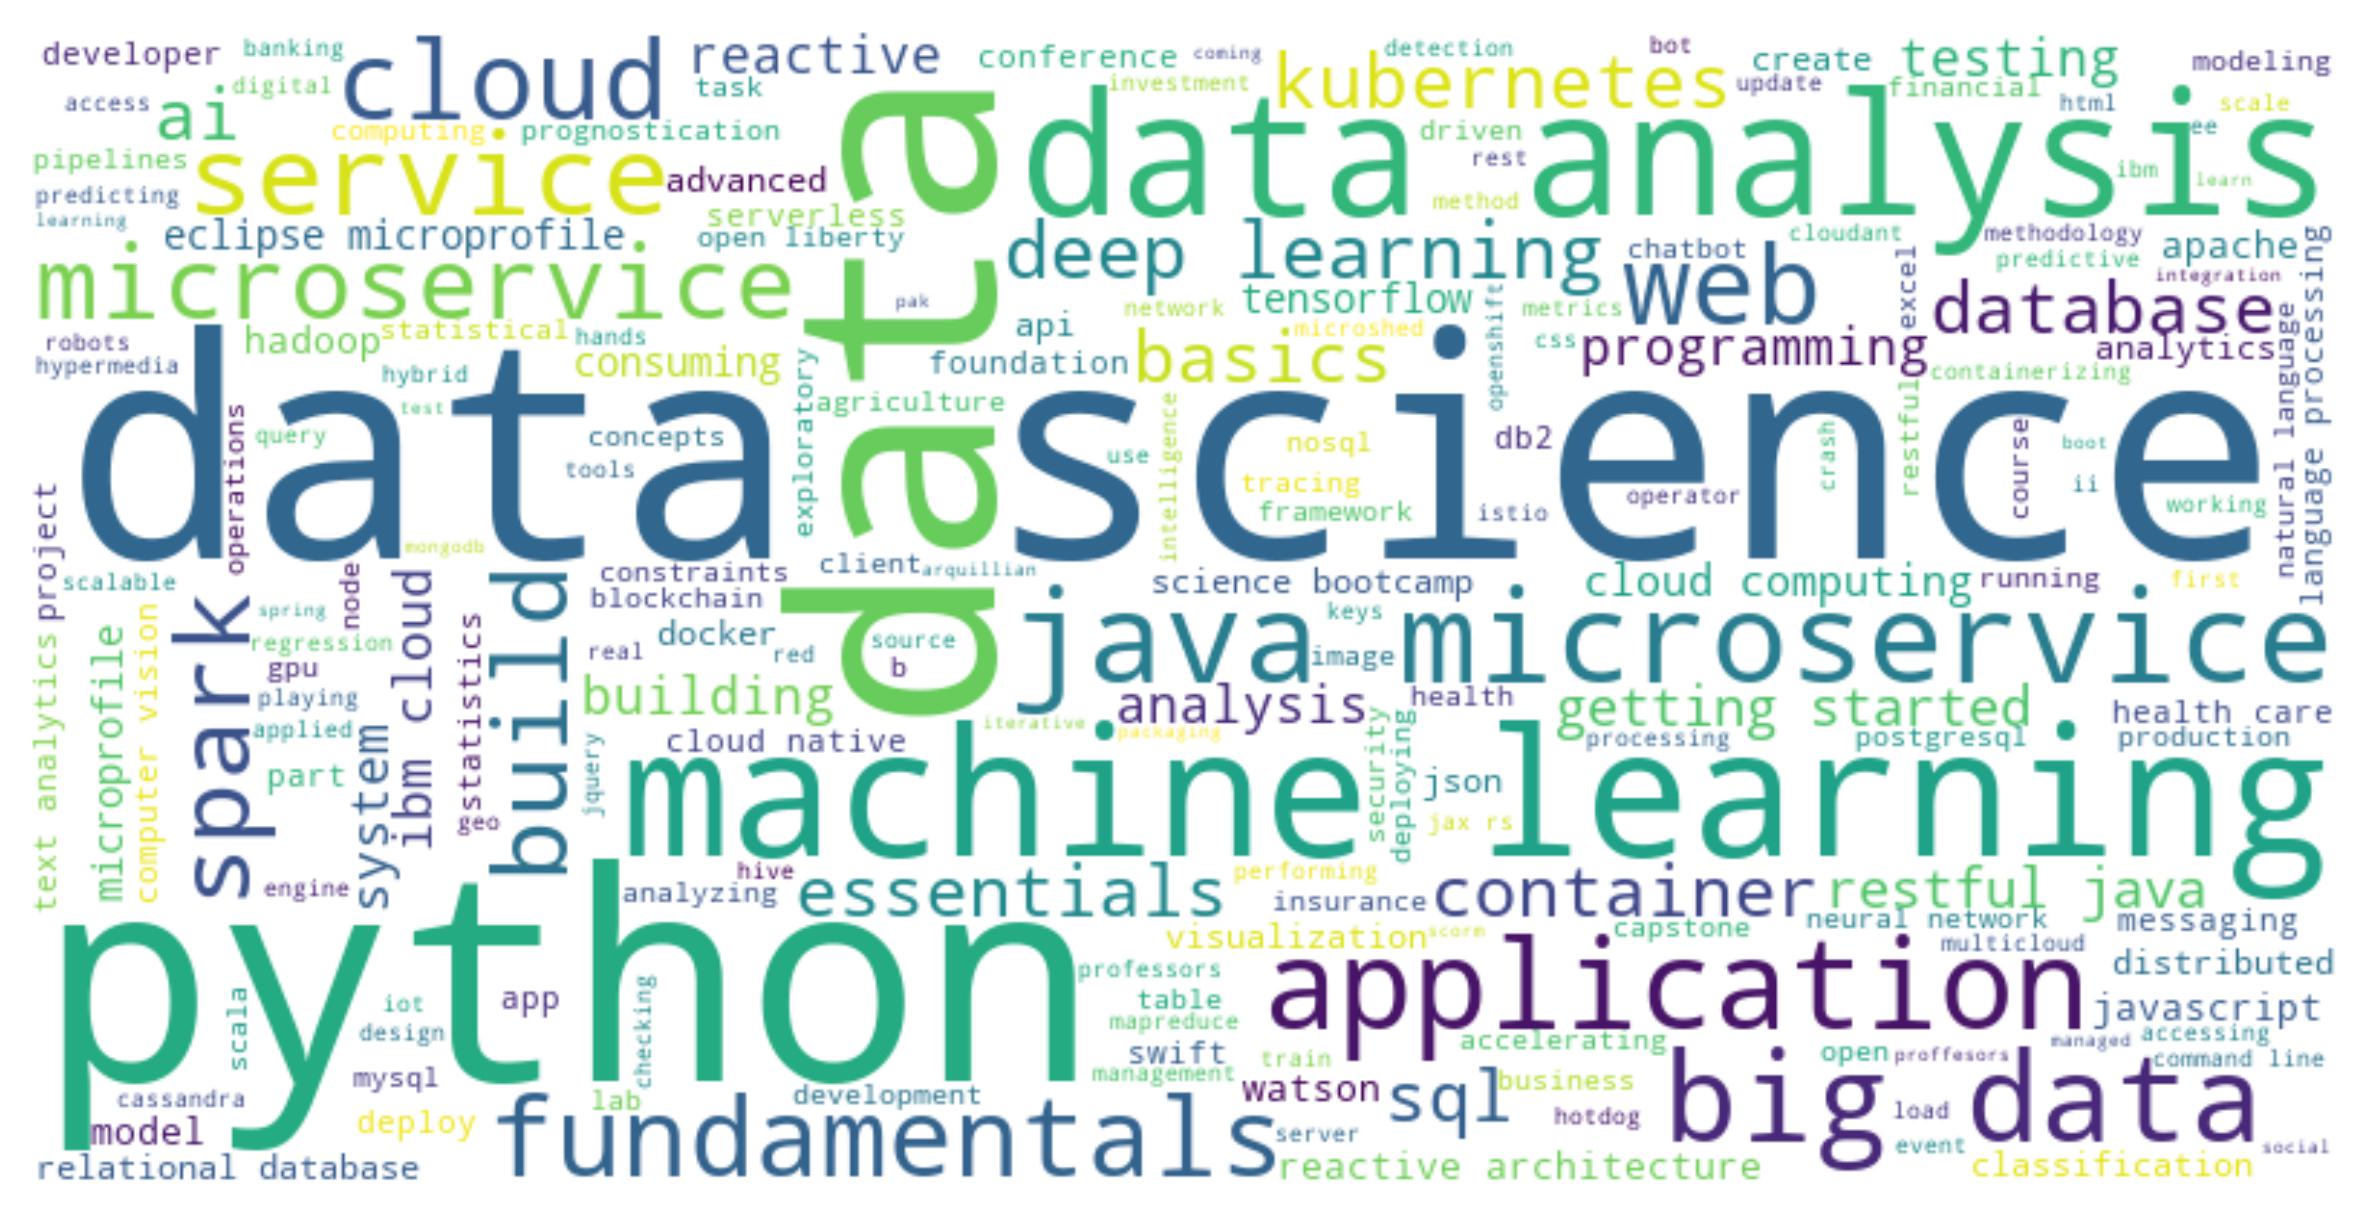 developer
banking
cloud
reactive
conference
coming
detection
bot
create
testing
modeling
access
ai
digital
task
investment
kubernetes
update
financial
html
scale
computing
prognostication
data
data analysis
driven
ee
pipelines
service
advanced
rest
ibm
learn
predicting
method
learning
eclipse microprofile
serverless
open liberty
deep learning
chatbot
cloudant
methodology
apache
predictive
integration
microservice
pak
network
tensorflow
openshift
metrics
web
excel
database
natural language
language processing
robots
hadoop
statistical
hands
api
microshed
css
programming
analytics
hypermedia
hybrid
consuming
exploratory
foundation
basics
restful
containerizing
data science
test
agriculture
query
operations
concepts
tools
use
intelligence
nosql
tracing
framework
db2
istio
operator
crash
course
boot
ii
working
project
mongodb
client
arquillian
scalable
node
ibm cloud
build
constraints
blockchain
science bootcamp
cloud computing
running
first
text analytics
microprofile
computer vision
spark
spring
regression
gpu
playing
applied
part
system
geo
statistics
docker
real
red
source
b
java microservice
keys
image
building
analysis
health
getting started
health care
iterative
packaging
cloud native
jquery
machine learning
security
deploying
processing
postgresql
production
json
jax rs
engine
hive
analyzing
essentials
performing
insurance
container
restful java
python
visualization
scorm
capstone
neural network
multicloud
messaging
professors
application
distributed
scala
iot
app
checking
table
mapreduce
javascript
design
swift
train
accelerating
open
proffesors
managed
accessing
command line
mysql
management
watson
sql
business
big data
cassandra
lab
development
hotdog
load
model
deploy
fundamentals
server
event
social
relational database
reactive architecture
classification